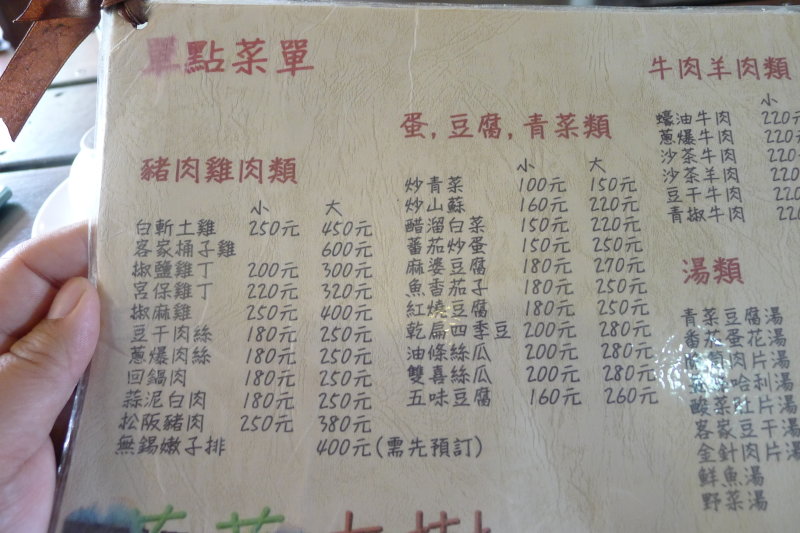 單點菜單
豬肉雞肉類
小 大
白斬土雞 250元 450元
客家桶子雞 600元
椒鹽雞丁 200元 300元
宮保雞丁 220元 320元
椒麻雞 250元 400元
豆干肉絲 180元 250元
蔥爆肉絲 180元 250元
回鍋肉 180元 250元
蒜泥白肉 180元 250元
松阪豬肉 250元 380元
無錫嫩子排 400元(需先預訂)
蛋,豆腐,青菜類
小 大
炒青菜 100元 150元
炒山蘇 160元 220元
醋溜白菜 150元 220元
蕃茄炒蛋 150元 250元
麻婆豆腐 180元 270元
魚番茄子 180元 250元
紅燒豆腐 180元 250元
乾扁四季豆 200元 280元
油條絲瓜 200元 280元
雙喜絲瓜 200元 280元
五味豆腐 160元 260元
牛肉羊肉類
小
蠔油牛肉 220元
蔥爆牛肉 220
沙茶牛肉 220
沙茶羊肉 220
豆干牛肉 220
青椒牛肉 22
湯類
青菜豆腐湯
番茄蛋花湯
肉片湯
哈利湯
酸菜肚片湯
客家豆干湯
金針肉片湯
鮮魚湯
野菜湯